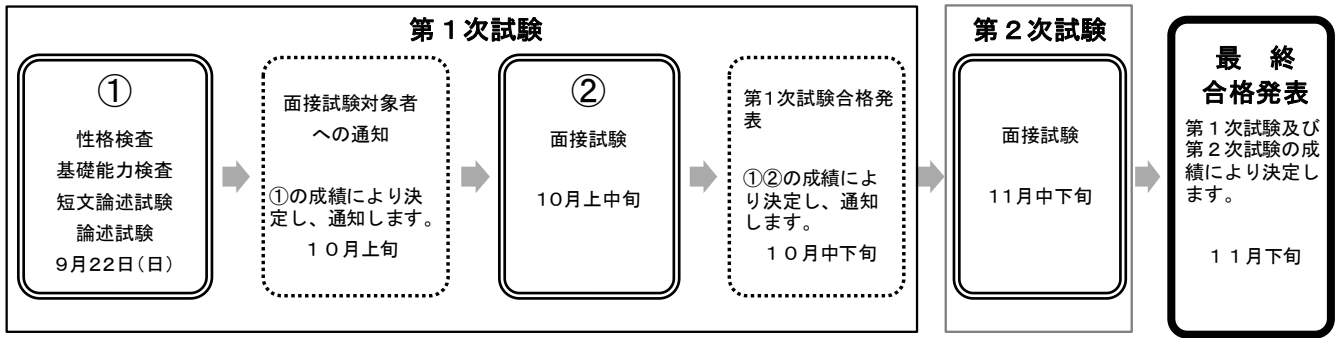 第１次試験
①
性格検査
基礎能力検査
短文論述試験
論述試験
9月22日(日)
面接試験対象者
への通知
①の成績により決
定し、通知します。
１０月上旬
②
面接試験
10月上中旬
第1次試験合格発
表
①②の成績によ
り決定し、通知
します。
１０月中下旬
第２次試験
面接試験
11月中下旬
最 終
合格発表
第１次試験及び
第２次試験の成
績により決定し
ます。
１１月下旬